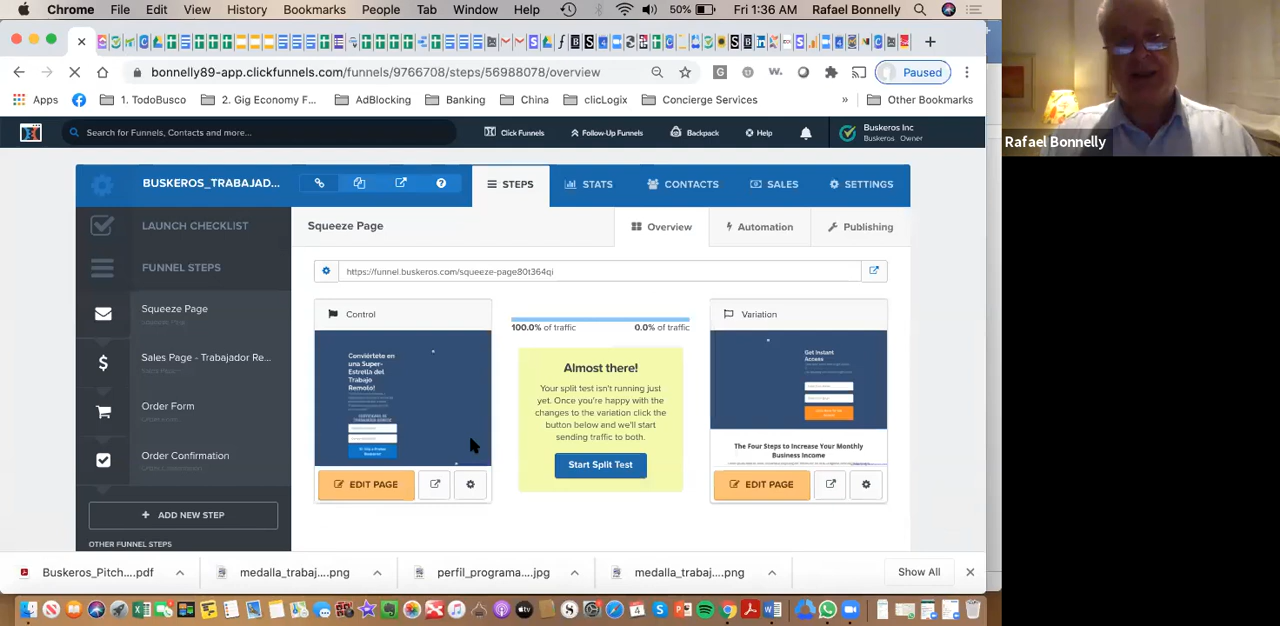 Chrome File Edit View History Bookmarks People Tab Window Help 50% Fri 1:36 AM Rafael Bonnelly
bonnelly89-app.clickfunnels.com/funnels/9766708/steps/56988078/overview Paused
Apps 1. TodoBusco 2. Gig Economy F... AdBlocking Banking China clicLogix Concierge Services » Other Bookmarks
Rafael Bonnelly
Search for Funnels, Contacts and more... Click Funnels Follow-Up Funnels Backpack Help Buskeros Inc
Buskeros Owner
BUSKEROS_TRABAJAD... STEPS STATS CONTACTS SALES SETTINGS
LAUNCH CHECKLIST
Squeeze Page Overview Automation Publishing
FUNNEL STEPS
https://funnel.buskeros.com/squeeze-page80t364qi
Squeeze Page
Sales Page - Trabajador Re...
Order Form
Order Confirmation
ADD NEW STEP
OTHER FUNNEL STEPS
Control
Conviértete en
una Super-
Estrella del
Trabajo
Remoto!
EDIT PAGE
100.0% of traffic 0.0% of traffic
Almost there!
Your split test isn't running just
yet. Once you're happy with the
changes to the variation click the
button below and we'll start
sending traffic to both.
Start Split Test
Variation
Get Instant
Access
The Four Steps to Increase Your Monthly
Business Income
EDIT PAGE
Buskeros_Pitch....pdf medalla_trabaj....png perfil_programa....jpg medalla_trabaj....png Show All